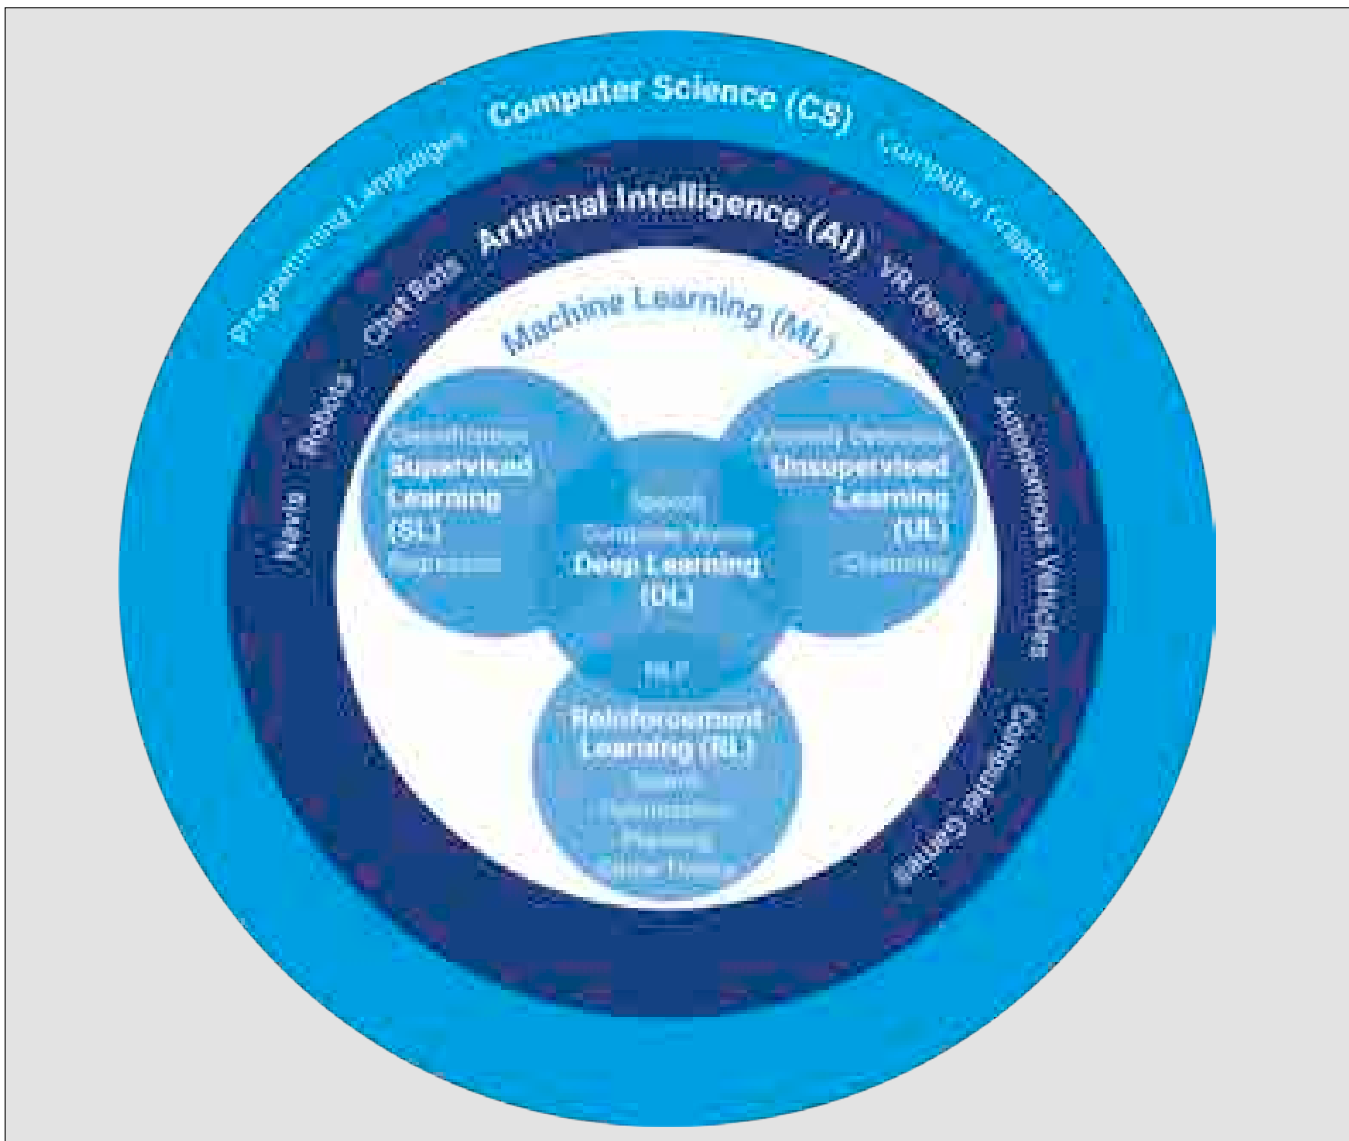 Computer Science (CS)
Programming Languages
Computer Graphics
Artificial Intelligence (AI)
Chat Bots
VR Devices
Robots
Navis
Autonomous Vehicles
Computer Games
Machine Learning (ML)
Classification
Supervised
Learning
(SL)
Regression
Anomaly Detection
Unsupervised
Learning
(UL)
Clustering
Speech
Computer Vision
Deep Learning
(DL)
NLP
Reinforcement
Learning (RL)
Planning